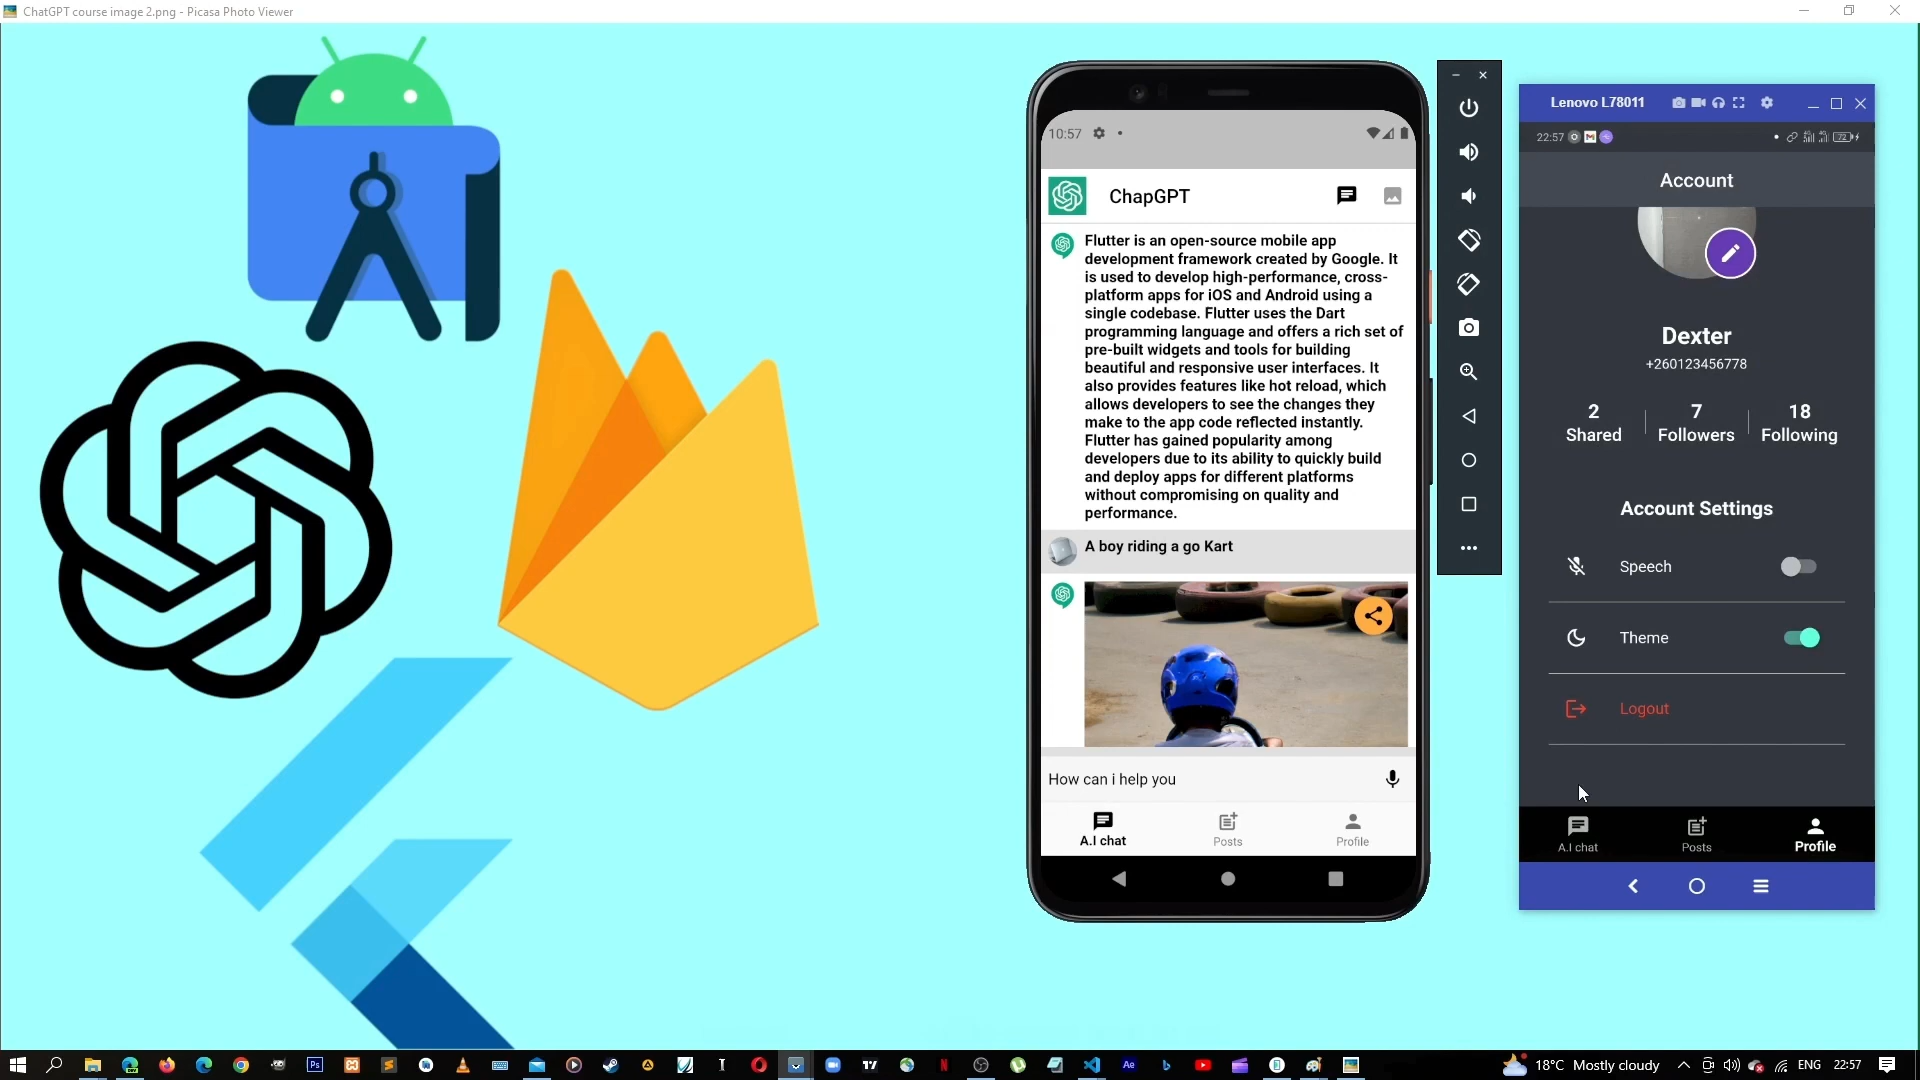 ChatGPT course image 2.png - Picasa Photo Viewer
10:57
ChapGPT
Flutter is an open-source mobile app
development framework created by Google. It
is used to develop high-performance, cross-
platform apps for iOS and Android using a
single codebase. Flutter uses the Dart
programming language and offers a rich set of
pre-built widgets and tools for building
beautiful and responsive user interfaces. It
also provides features like hot reload, which
allows developers to see the changes they
make to the app code reflected instantly.
Flutter has gained popularity among
developers due to its ability to quickly build
and deploy apps for different platforms
without compromising on quality and
performance.
A boy riding a go Kart
How can i help you
A.I chat
Posts
Profile
Lenovo L78011
22:57
72
Account
Dexter
+260123456778
2
7
18
Shared
Followers
Following
Account Settings
Speech
Theme
Logout
A.I chat
Posts
Profile
18°C Mostly cloudy
ENG
22:57